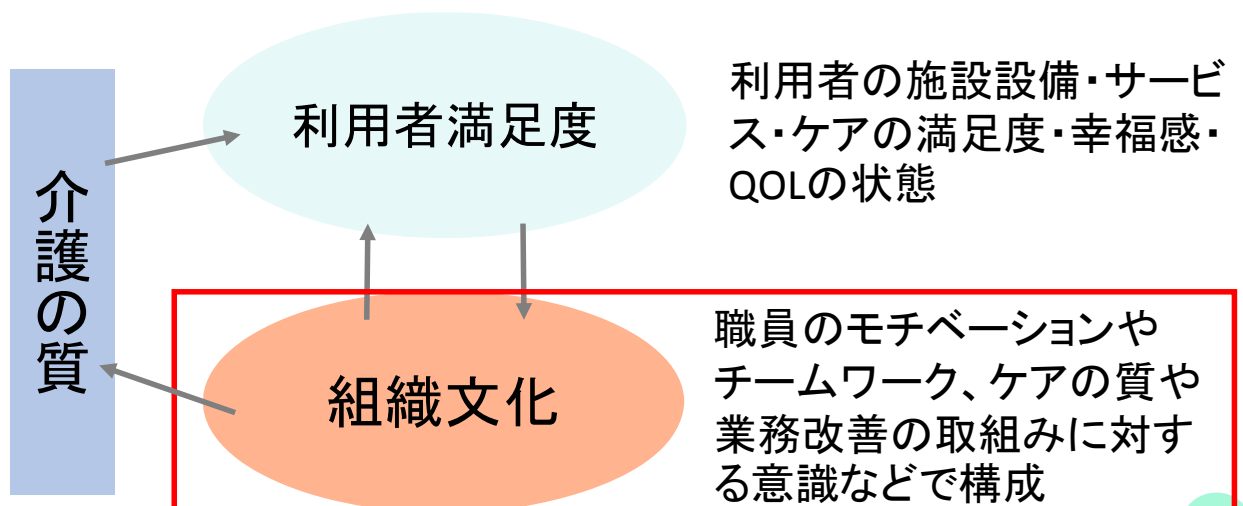 介護の質
利用者満足度
利用者の施設設備・サービ
ス・ケアの満足度・幸福感・
QOLの状態
組織文化
職員のモチベーションや
チームワーク、ケアの質や
業務改善の取組みに対す
る意識などで構成